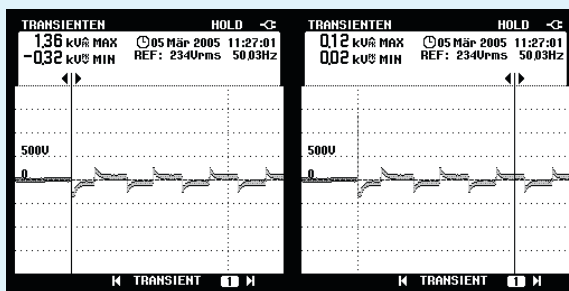 TRANSIENTEN HOLD
1,36 kV MAX 05 Mär 2005 11:27:01
-0,32 kV MIN REF: 234Vrms 50,03Hz
500V
0
TRANSIENT 1
TRANSIENTEN HOLD
0,12 kV MAX 05 Mär 2005 11:27:01
0,02 kV MIN REF: 234Vrms 50,03Hz
500V
0
TRANSIENT 1